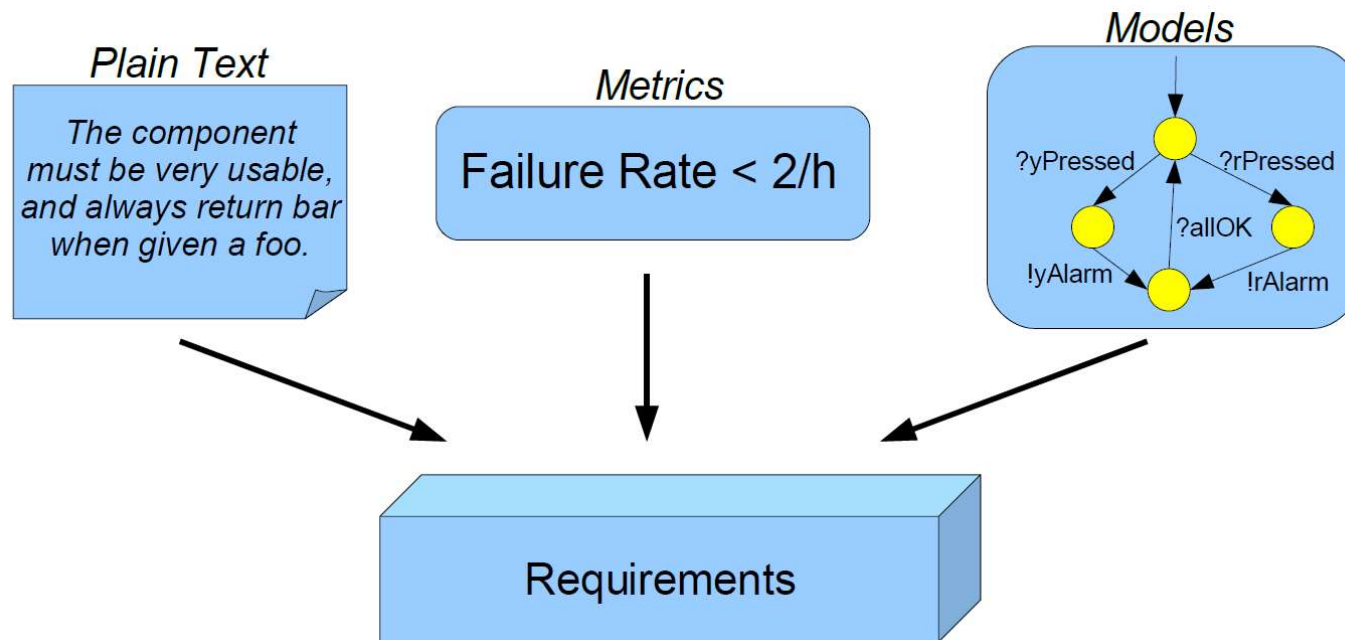 Plain Text
The component
must be very usable,
and always return bar
when given a foo.
Metrics
Failure Rate < 2/h
Models
?yPressed
?rPressed
?allOK
!yAlarm
!rAlarm
Requirements